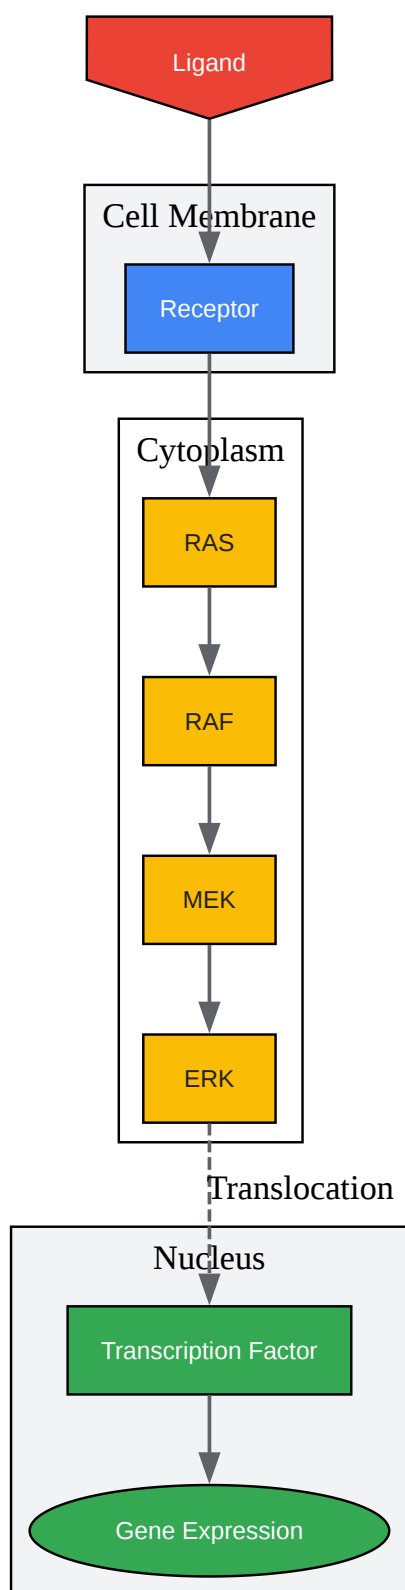 Ligand
Cell Membrane
Receptor
Cytoplasm
RAS
RAF
MEK
ERK
Translocation
Nucleus
Transcription Factor
Gene Expression